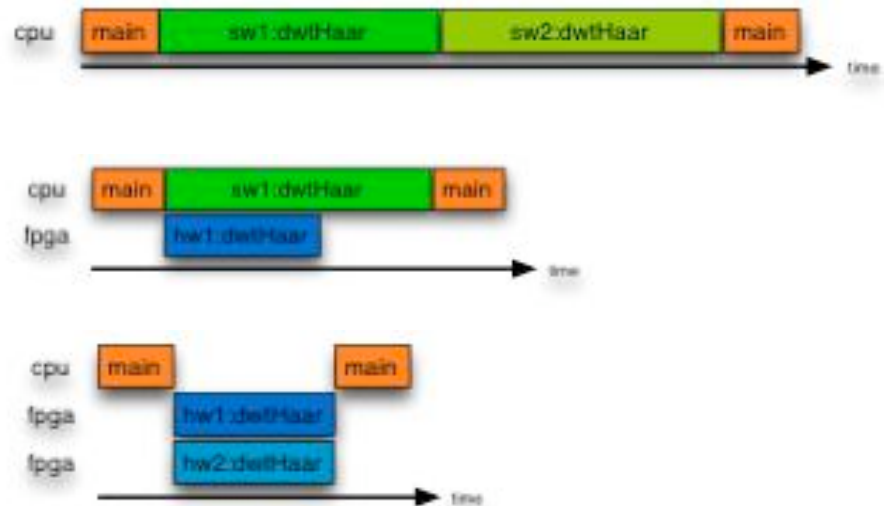 cpu main sw1:dwtHaar sw2:dwtHaar main
time
cpu main sw1:dwtHaar main
fpga hw1:dwtHaar
time
cpu main main
fpga hw1:dwtHaar
fpga hw2:dwtHaar
time